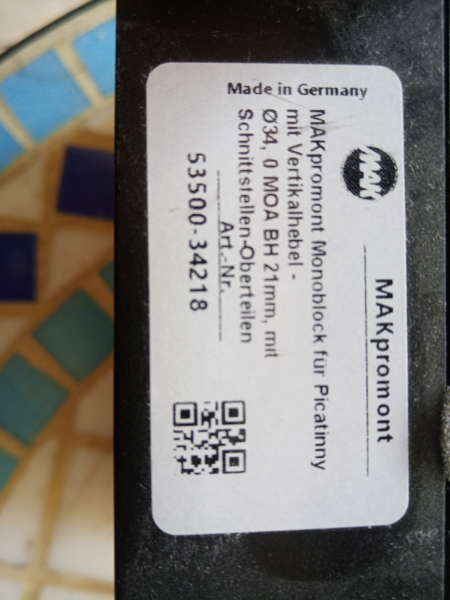 MAK
MAKpromont
MAKpromont Monoblock für Picatinny
mit Vertikalhebel -
Ø34, 0 MOA BH 21mm, mit
Schnittstellen-Oberteilen
Art.-Nr.
53500-34218
Made in Germany